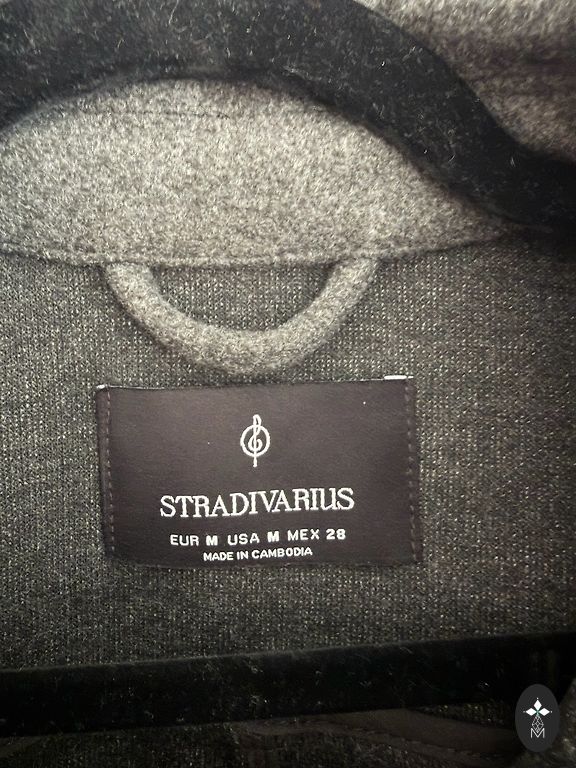 STRADIVARIUS
EUR M USA M MEX 28
MADE IN CAMBODIA
M